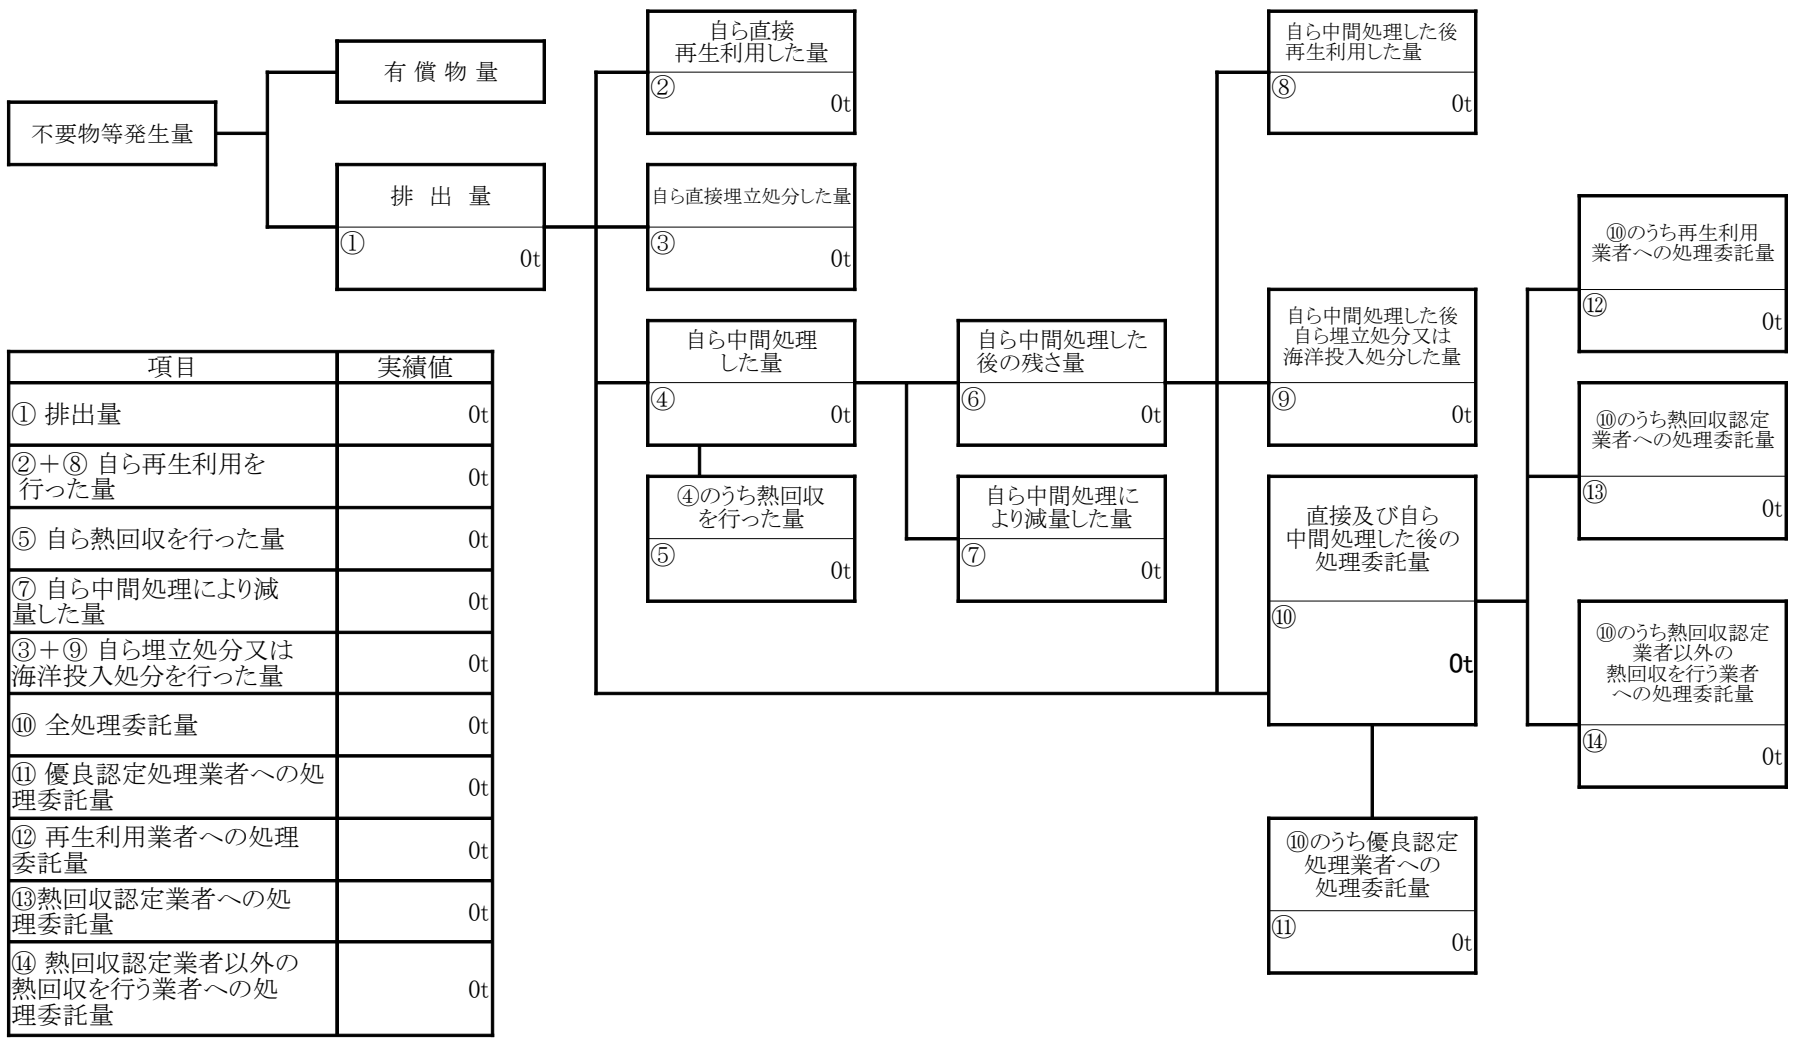 不要物等発生量
有 償 物 量
排 出 量
①
0t
自ら直接
再生利用した量
②
0t
自ら直接埋立処分した量
③
0t
自ら中間処理
した量
④
0t
④のうち熱回収
を行った量
⑤
0t
自ら中間処理した
後の残さ量
⑥
0t
自ら中間処理に
より減量した量
⑦
0t
自ら中間処理した後
再生利用した量
⑧
0t
自ら中間処理した後
自ら埋立処分又は
海洋投入処分した量
⑨
0t
直接及び自ら
中間処理した後の
処理委託量
⑩
0t
⑩のうち優良認定
処理業者への
処理委託量
⑪
0t
⑩のうち再生利用
業者への処理委託量
⑫
0t
⑩のうち熱回収認定
業者への処理委託量
⑬
0t
⑩のうち熱回収認定
業者以外の
熱回収を行う業者
への処理委託量
⑭
0t
項目 実績値
① 排出量 0t
②＋⑧ 自ら再生利用を
行った量 0t
⑤ 自ら熱回収を行った量 0t
⑦ 自ら中間処理により減
量した量 0t
③＋⑨ 自ら埋立処分又は
海洋投入処分を行った量 0t
⑩ 全処理委託量 0t
⑪ 優良認定処理業者への処
理委託量 0t
⑫ 再生利用業者への処理
委託量 0t
⑬熱回収認定業者への処
理委託量 0t
⑭ 熱回収認定業者以外の
熱回収を行う業者への処
理委託量 0t